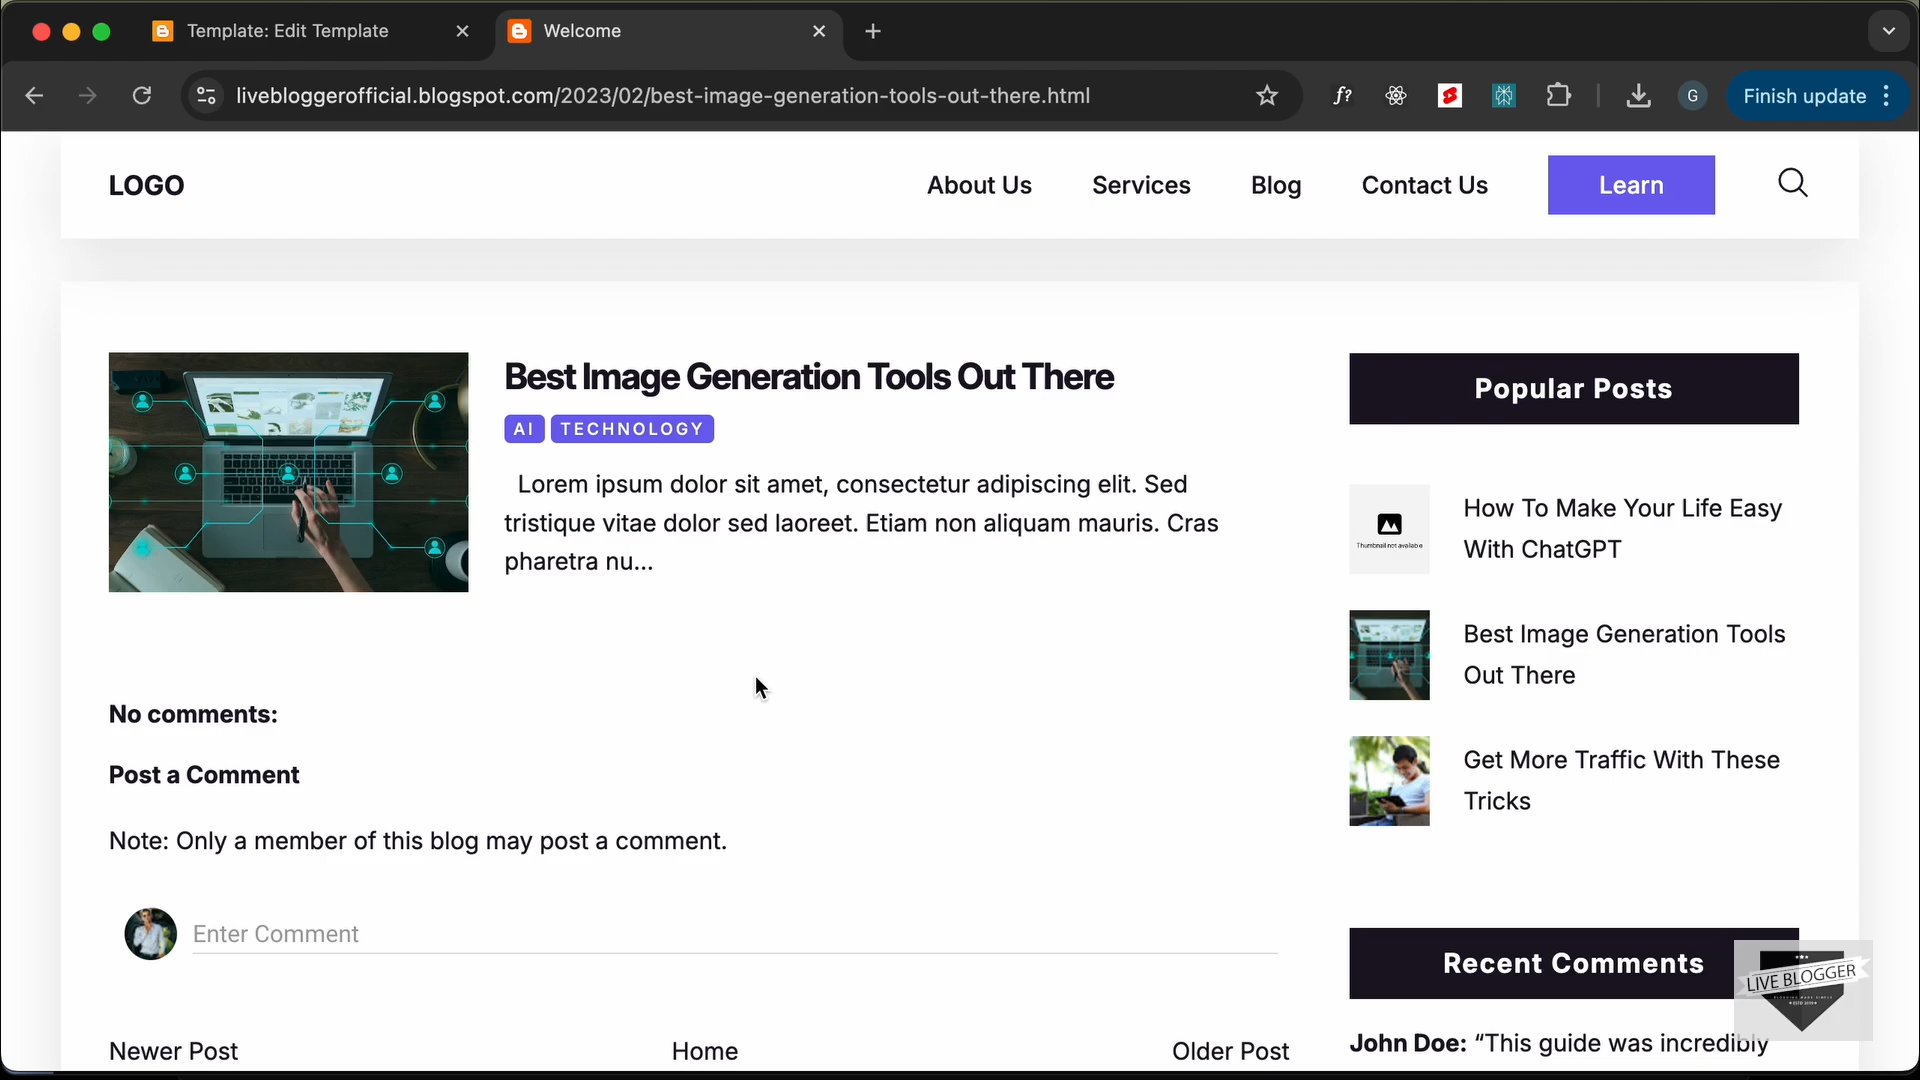 Template: Edit Template
Welcome
livebloggerofficial.blogspot.com/2023/02/best-image-generation-tools-out-there.html
f?
G
Finish update
LOGO
About Us
Services
Blog
Contact Us
Learn
Best Image Generation Tools Out There
AI TECHNOLOGY
Lorem ipsum dolor sit amet, consectetur adipiscing elit. Sed
tristique vitae dolor sed laoreet. Etiam non aliquam mauris. Cras
pharetra nu...
No comments:
Post a Comment
Note: Only a member of this blog may post a comment.
Enter Comment
Newer Post
Home
Older Post
Popular Posts
Thumbnail not available
How To Make Your Life Easy
With ChatGPT
Best Image Generation Tools
Out There
Get More Traffic With These
Tricks
Recent Comments
John Doe: “This guide was incredibly
LIVE BLOGGER